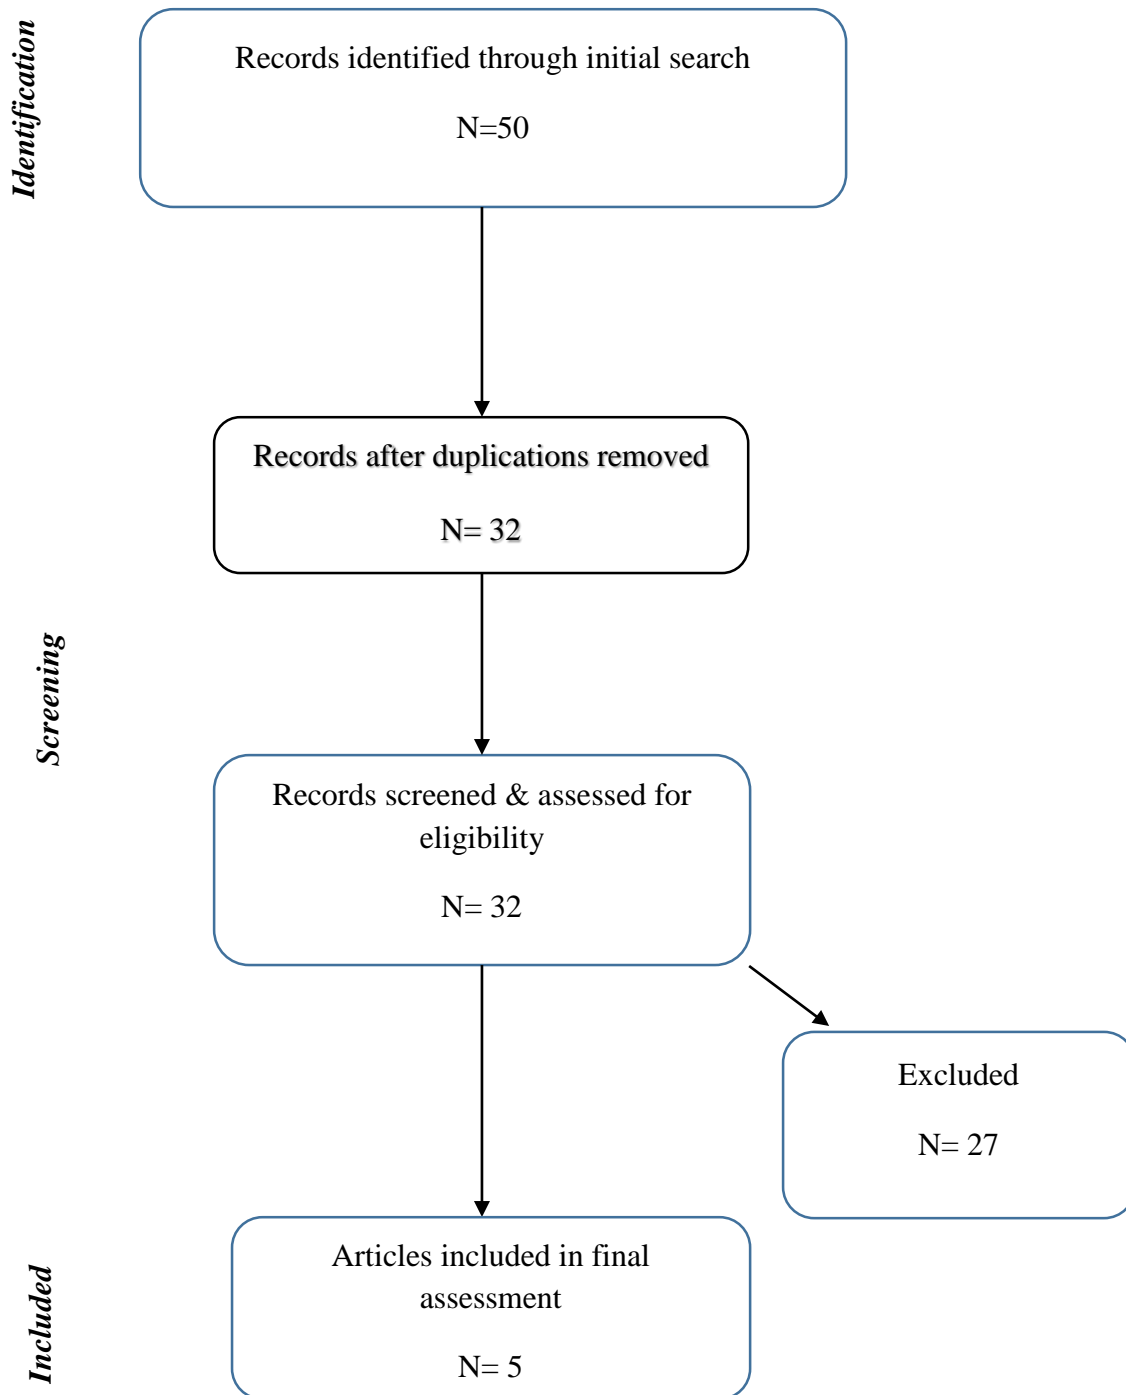 Identification
Records identified through initial search
N=50
Records after duplications removed
N= 32
Screening
Records screened & assessed for
eligibility
N= 32
Excluded
N= 27
Included
Articles included in final
assessment
N= 5